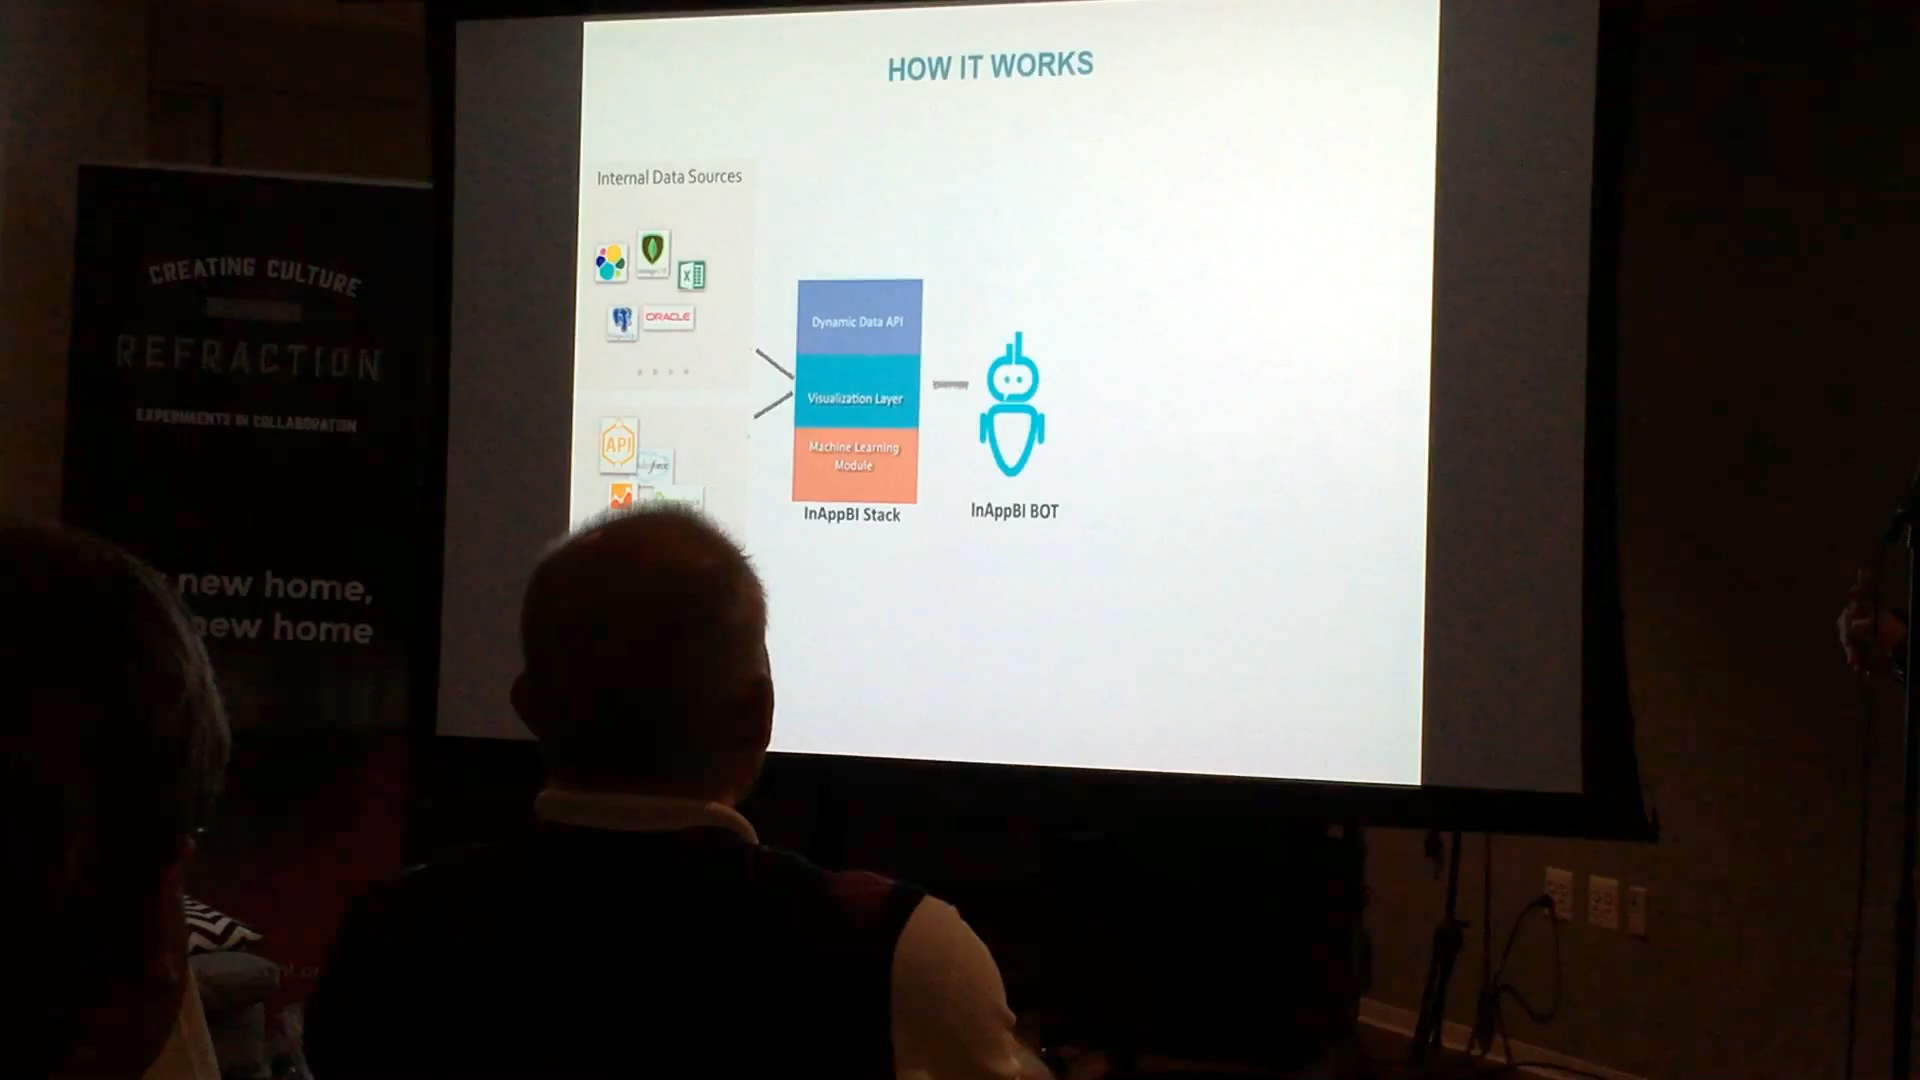 HOW IT WORKS
Internal Data Sources
ORACLE
API
Dynamic Data API
Visualization Layer
Machine Learning
Module
InAppBI Stack
InAppBI BOT
CREATING CULTURE
REFRACTION
EXPERIMENTS IN COLLABORATION
new home,
new home